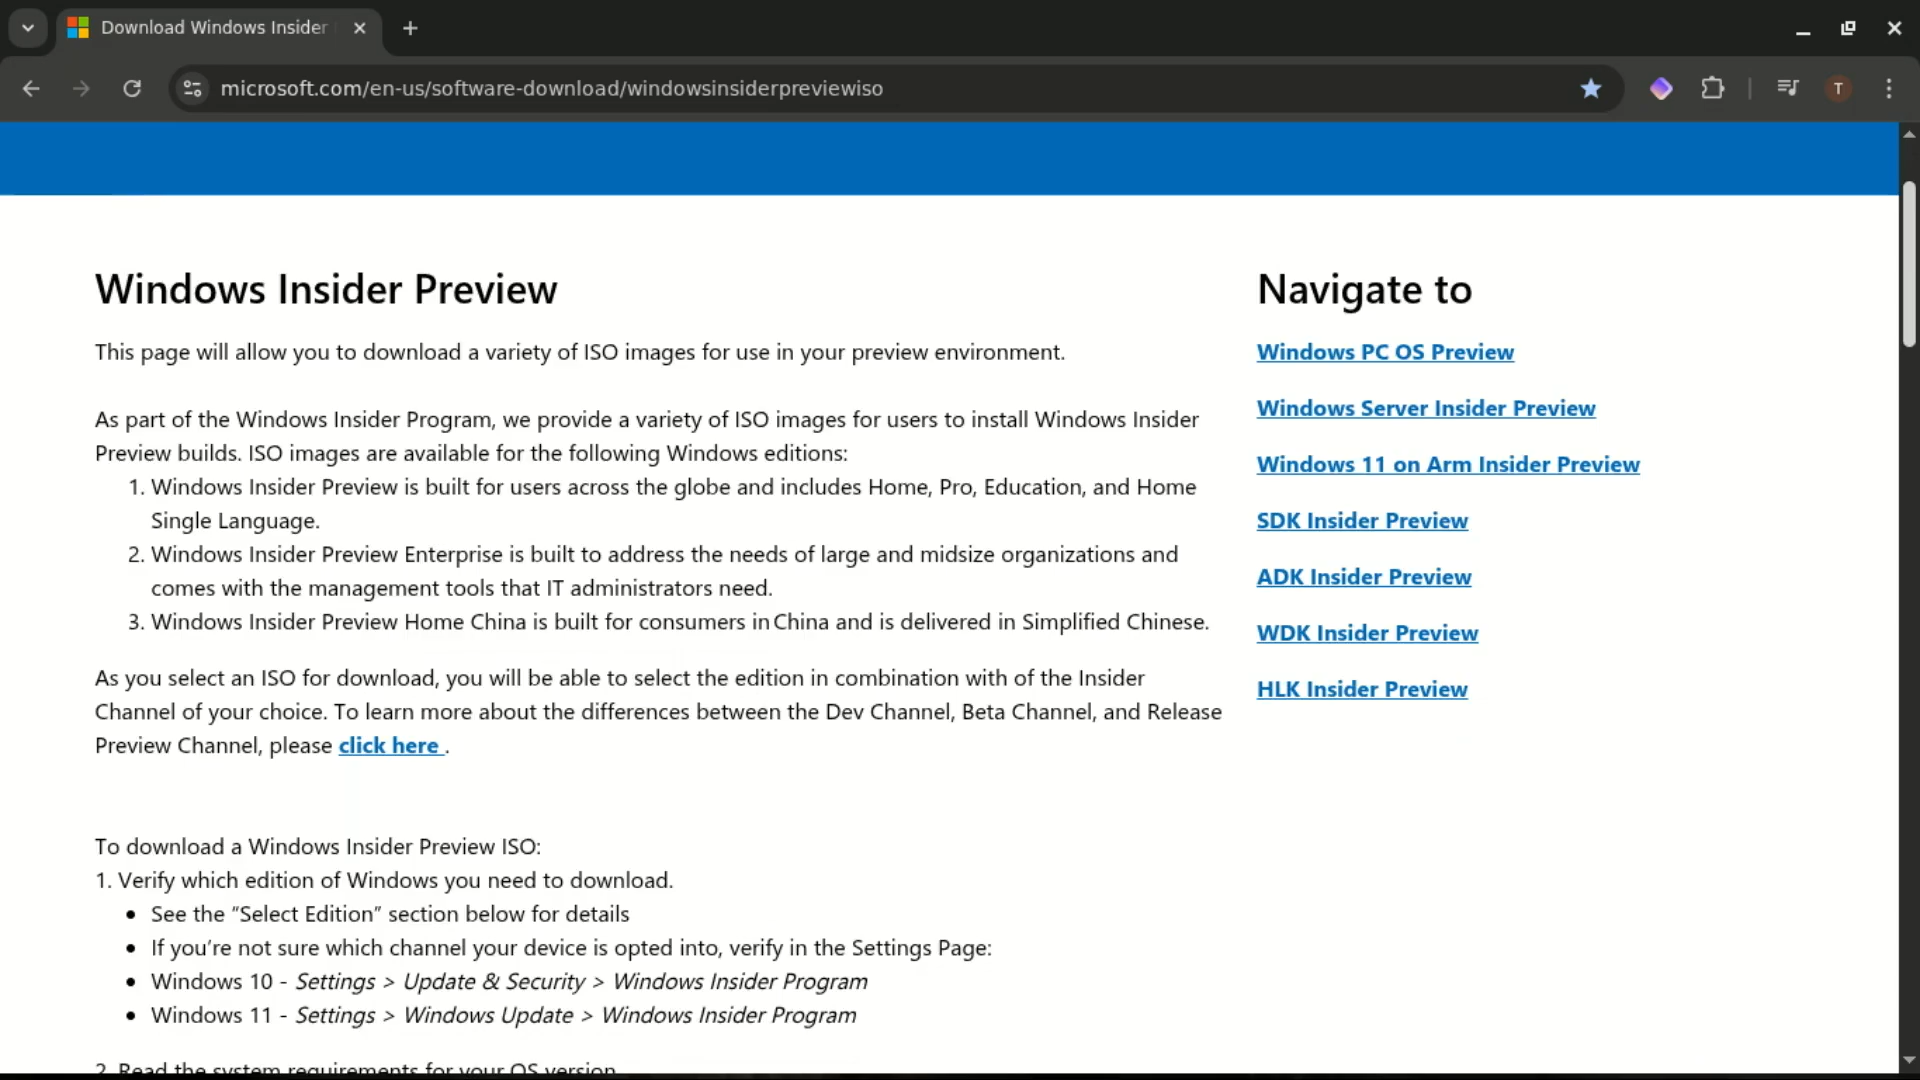 Download Windows Insider
microsoft.com/en-us/software-download/windowsinsiderpreviewiso
T
Windows Insider Preview
This page will allow you to download a variety of ISO images for use in your preview environment.
As part of the Windows Insider Program, we provide a variety of ISO images for users to install Windows Insider
Preview builds. ISO images are available for the following Windows editions:
1. Windows Insider Preview is built for users across the globe and includes Home, Pro, Education, and Home
Single Language.
2. Windows Insider Preview Enterprise is built to address the needs of large and midsize organizations and
comes with the management tools that IT administrators need.
3. Windows Insider Preview Home China is built for consumers in China and is delivered in Simplified Chinese.
As you select an ISO for download, you will be able to select the edition in combination with of the Insider
Channel of your choice. To learn more about the differences between the Dev Channel, Beta Channel, and Release
Preview Channel, please click here .
To download a Windows Insider Preview ISO:
1. Verify which edition of Windows you need to download.
• See the “Select Edition” section below for details
• If you’re not sure which channel your device is opted into, verify in the Settings Page:
• Windows 10 - Settings > Update & Security > Windows Insider Program
• Windows 11 - Settings > Windows Update > Windows Insider Program
2. Read the system requirements for your OS version
Navigate to
Windows PC OS Preview
Windows Server Insider Preview
Windows 11 on Arm Insider Preview
SDK Insider Preview
ADK Insider Preview
WDK Insider Preview
HLK Insider Preview